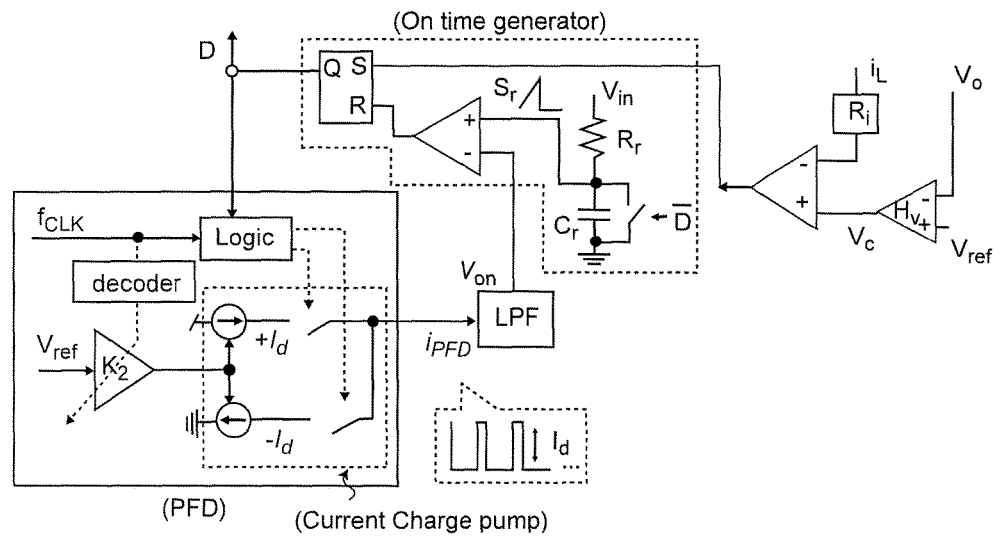 (On time generator)
D
Q S
R
S_r
V_in
R_r
C_r
D̅
i_L
R_i
V_o
-
+
+
-
H_v
-
+
V_c
V_ref
f_CLK
Logic
decoder
V_ref
K_2
+I_d
-I_d
i_PFD
V_on
LPF
I_d
...
(PFD)
(Current Charge pump)